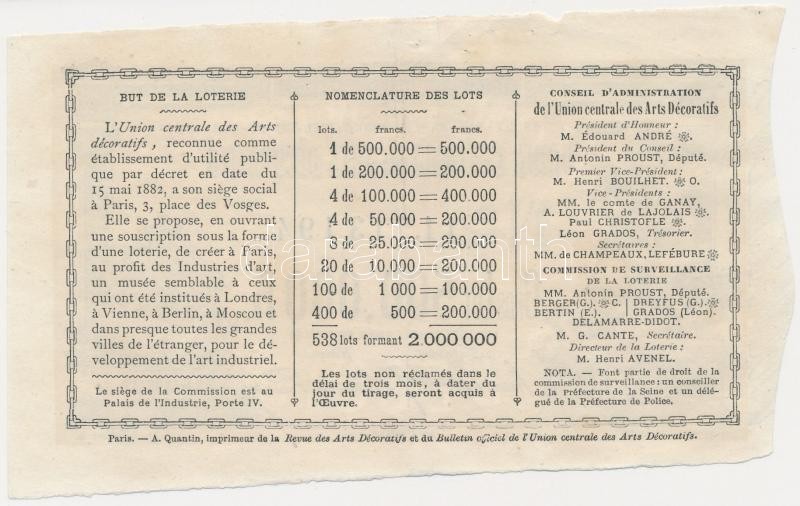 BUT DE LA LOTERIE
L'Union centrale des Arts
décoratifs, reconnue comme
établissement d'utilité publi-
que par décret en date du
15 mai 1882, a son siège social
à Paris, 3, place des Vosges.
Elle se propose, en ouvrant
une souscription sous la forme
d'une loterie, de créer à Paris,
au profit des Industries d'art,
un musée semblable à ceux
qui ont été institués à Londres,
à Vienne, à Berlin, à Moscou et
dans presque toutes les grandes
villes de l'étranger, pour le dé-
veloppement de l'art industriel.
Le siège de la Commission est au
Palais de l'Industrie, Porte IV.
NOMENCLATURE DES LOTS
lots. francs. francs.
1 de 500.000 = 500.000
1 de 200.000 = 200.000
4 de 100.000 = 400.000
4 de 50.000 = 200.000
8 de 25.000 = 200.000
20 de 10.000 = 200.000
100 de 1 000 = 100.000
400 de 500 = 200.000
538 lots formant 2.000 000
Les lots non réclamés dans le
délai de trois mois, à dater du
jour du tirage, seront acquis à
l'Œuvre.
CONSEIL D'ADMINISTRATION
de l'Union centrale des Arts Décoratifs
Président d'Honneur :
M. Édouard ANDRÉ
Président du Conseil :
M. Antonin PROUST, Député.
Premier Vice-Président :
M. Henri BOUILHET. O.
Vice-Présidents :
MM. le comte de GANAY,
A. LOUVRIER de LAJOLAIS
Paul CHRISTOFLE
Léon GRADOS, Trésorier.
Secrétaires :
MM. de CHAMPEAUX, LEFÉBURE
COMMISSION DE SURVEILLANCE
DE LA LOTERIE
MM. Antonin PROUST, Député.
BERGER (G.). C. DREYFUS (G.).
BERTIN (E.). GRADOS (Léon).
DELAMARRE-DIDOT.
M. G. CANTE, Secrétaire.
Directeur de la Loterie :
M. Henri AVENEL.
NOTA. — Font partie de droit de la
commission de surveillance : un conseiller
de la Préfecture de la Seine et un délé-
gué de la Préfecture de Police.
Paris. — A. Quantin, imprimeur de la Revue des Arts Décoratifs et du Bulletin officiel de l'Union centrale des Arts Décoratifs.
darabanth